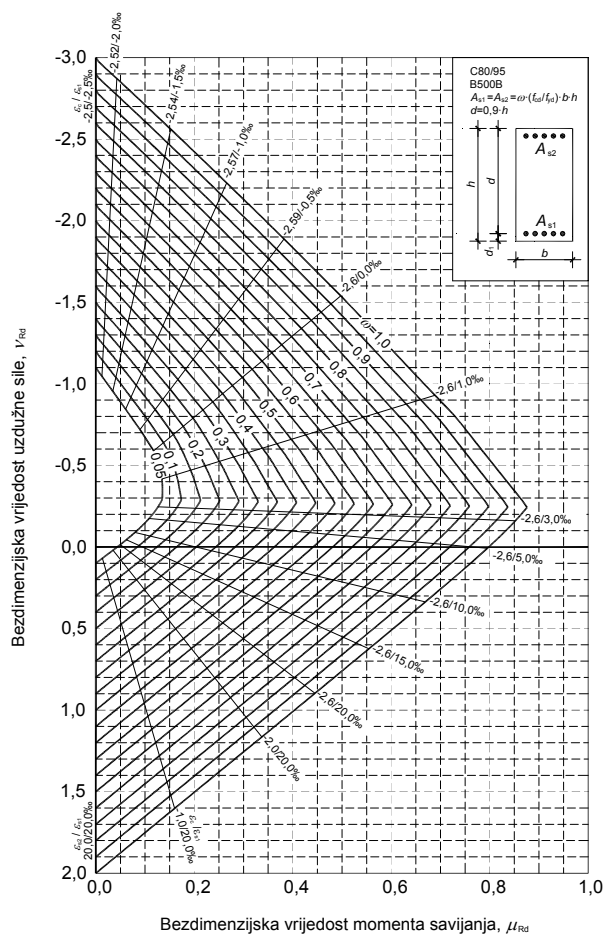 -3,0
-2,5
-2,0
-1,5
-1,0
-0,5
0,0
0,5
1,0
1,5
2,0
Bezdimenzijska vrijednost uzdužne sile, νRd
0,0
0,2
0,4
0,6
0,8
1,0
Bezdimenzijska vrijedost momenta savijanja, μRd
εc / εs1
-2,5/-2,5‰
-2,52/-2,0‰
-2,54/-1,5‰
-2,57/-1,0‰
-2,59/-0,5‰
-2,6/0,0‰
-2,6/1,0‰
-2,6/3,0‰
-2,6/5,0‰
-2,6/10,0‰
-2,6/15,0‰
-2,6/20,0‰
-2,0/20,0‰
-1,0/20,0‰
εc / εs1
εs2 / εs1
20,0/20,0‰
ω=1,0
0,9
0,8
0,7
0,6
0,5
0,4
0,3
0,2
0,1
0,05
C80/95
B500B
As1=As2=ω·(fcd/fyd)·b·h
d=0,9·h
As2
As1
h
d
d1
b